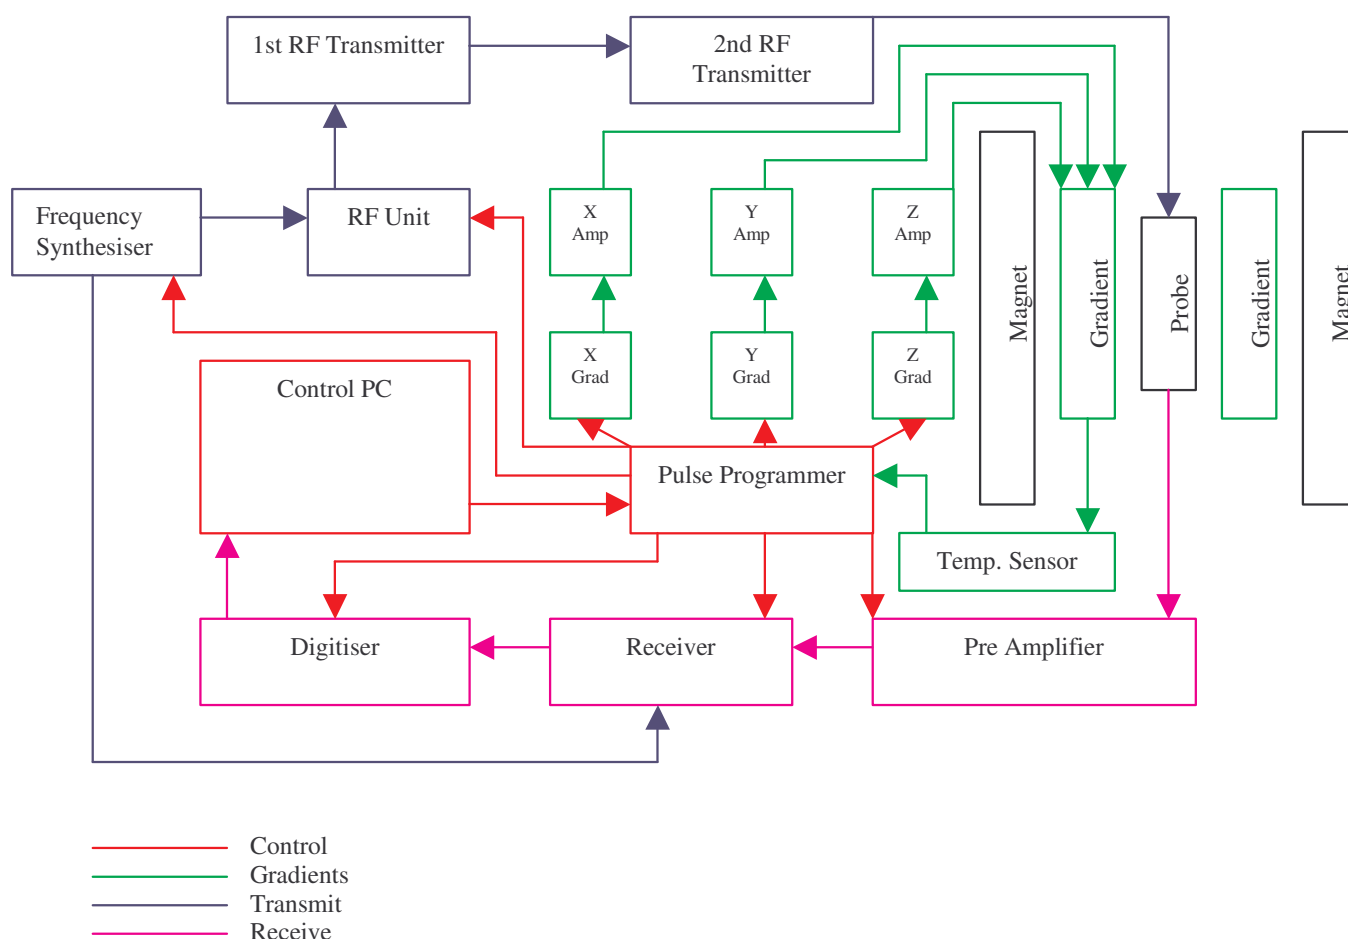 1st RF Transmitter
2nd RF
Transmitter
Frequency
Synthesiser
RF Unit
X
Amp
Y
Amp
Z
Amp
Magnet
Gradient
Probe
Gradient
Magnet
X
Grad
Y
Grad
Z
Grad
Control PC
Pulse Programmer
Temp. Sensor
Digitiser
Receiver
Pre Amplifier
Control
Gradients
Transmit
Receive